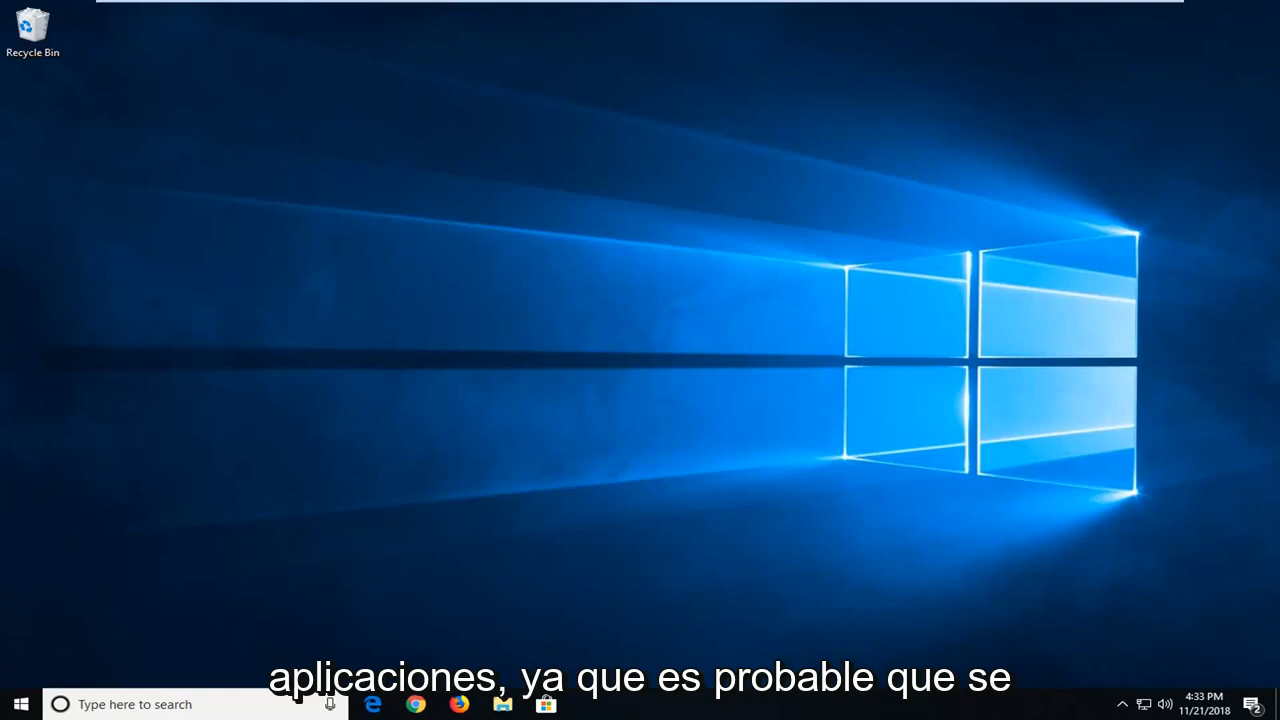 Recycle Bin
aplicaciones, ya que es probable que se
Type here to search
4:33 PM
11/21/2018
2